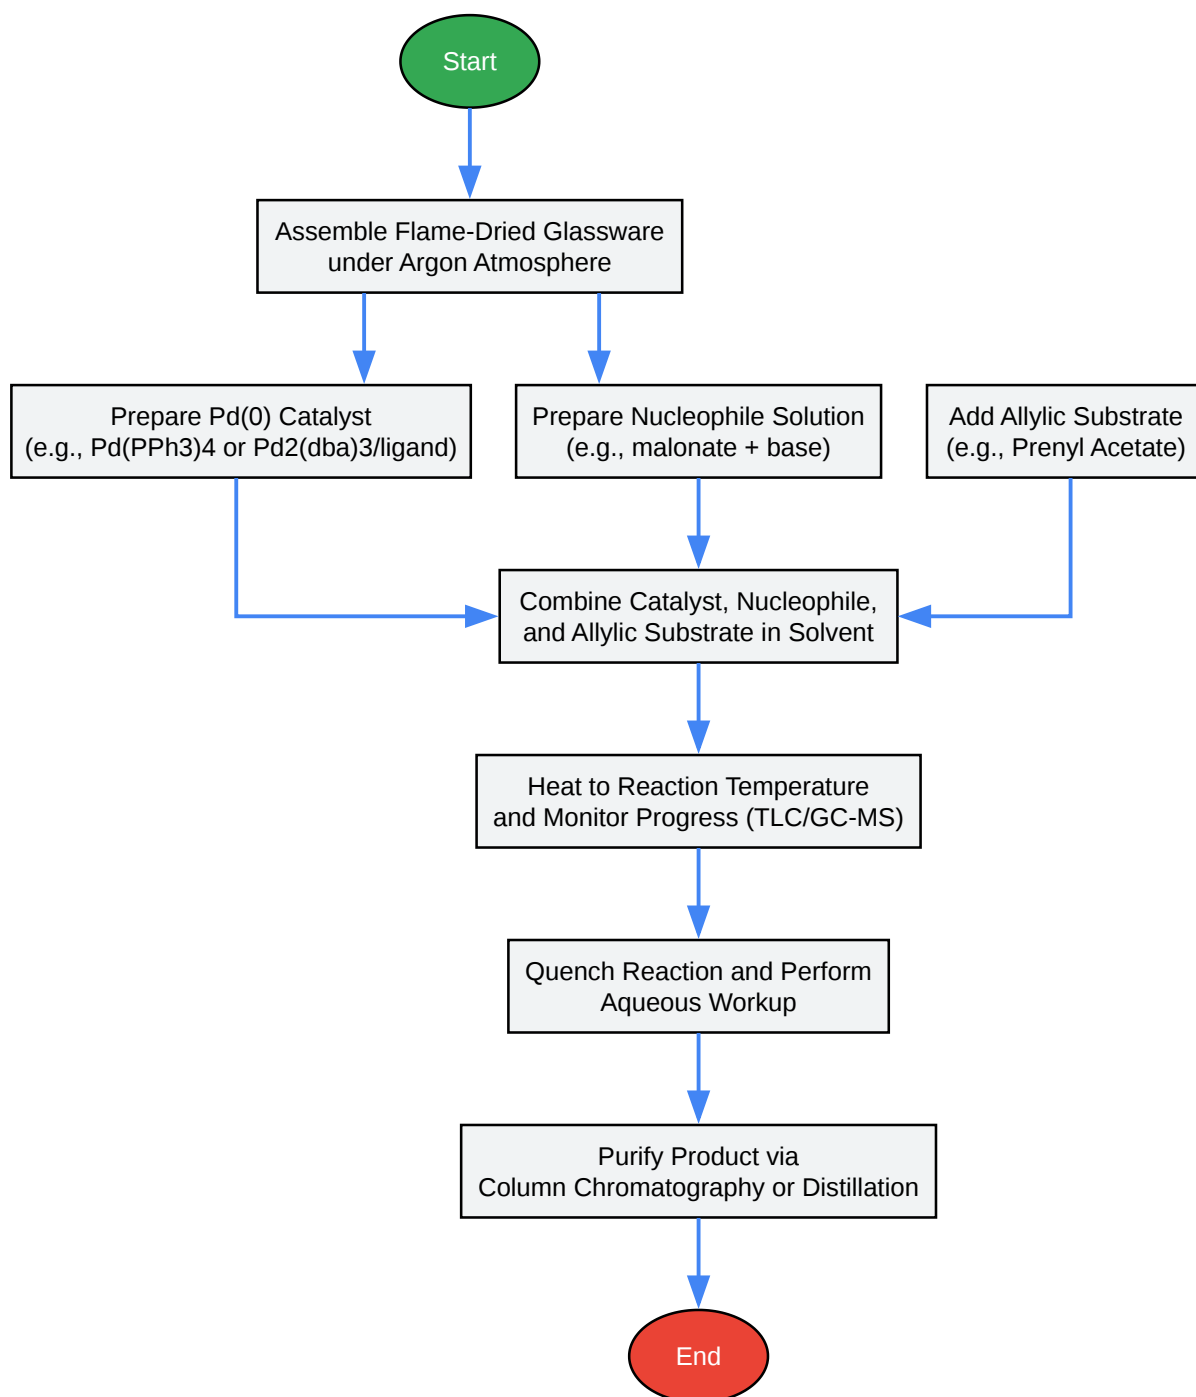 Start
Assemble Flame-Dried Glassware
under Argon Atmosphere
Prepare Pd(0) Catalyst
(e.g., Pd(PPh3)4 or Pd2(dba)3/ligand)
Prepare Nucleophile Solution
(e.g., malonate + base)
Add Allylic Substrate
(e.g., Prenyl Acetate)
Combine Catalyst, Nucleophile,
and Allylic Substrate in Solvent
Heat to Reaction Temperature
and Monitor Progress (TLC/GC-MS)
Quench Reaction and Perform
Aqueous Workup
Purify Product via
Column Chromatography or Distillation
End